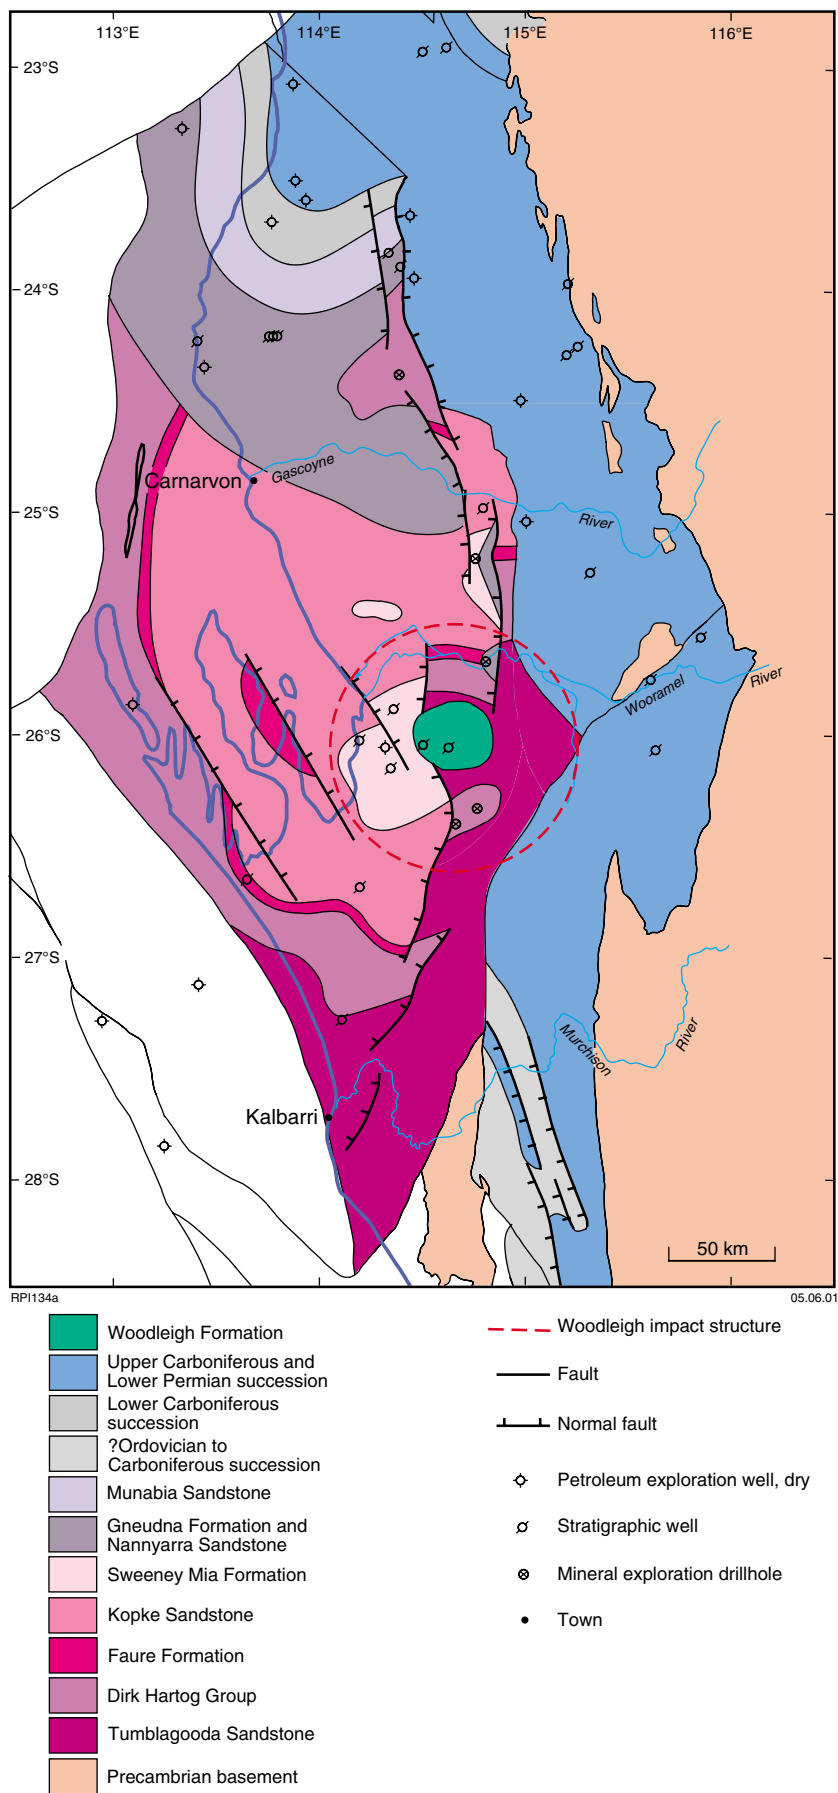 113°E
114°E
115°E
116°E
23°S
24°S
Carnarvon
Gascoyne
25°S
River
River
Wooramel
26°S
27°S
Murchison
River
Kalbarri
28°S
50 km
RPI134a
05.06.01
Woodleigh Formation
Upper Carboniferous and
Lower Permian succession
Lower Carboniferous
succession
?Ordovician to
Carboniferous succession
Munabia Sandstone
Gneudna Formation and
Nannyarra Sandstone
Sweeney Mia Formation
Kopke Sandstone
Faure Formation
Dirk Hartog Group
Tumblagooda Sandstone
Precambrian basement
Woodleigh impact structure
Fault
Normal fault
Petroleum exploration well, dry
Stratigraphic well
Mineral exploration drillhole
Town